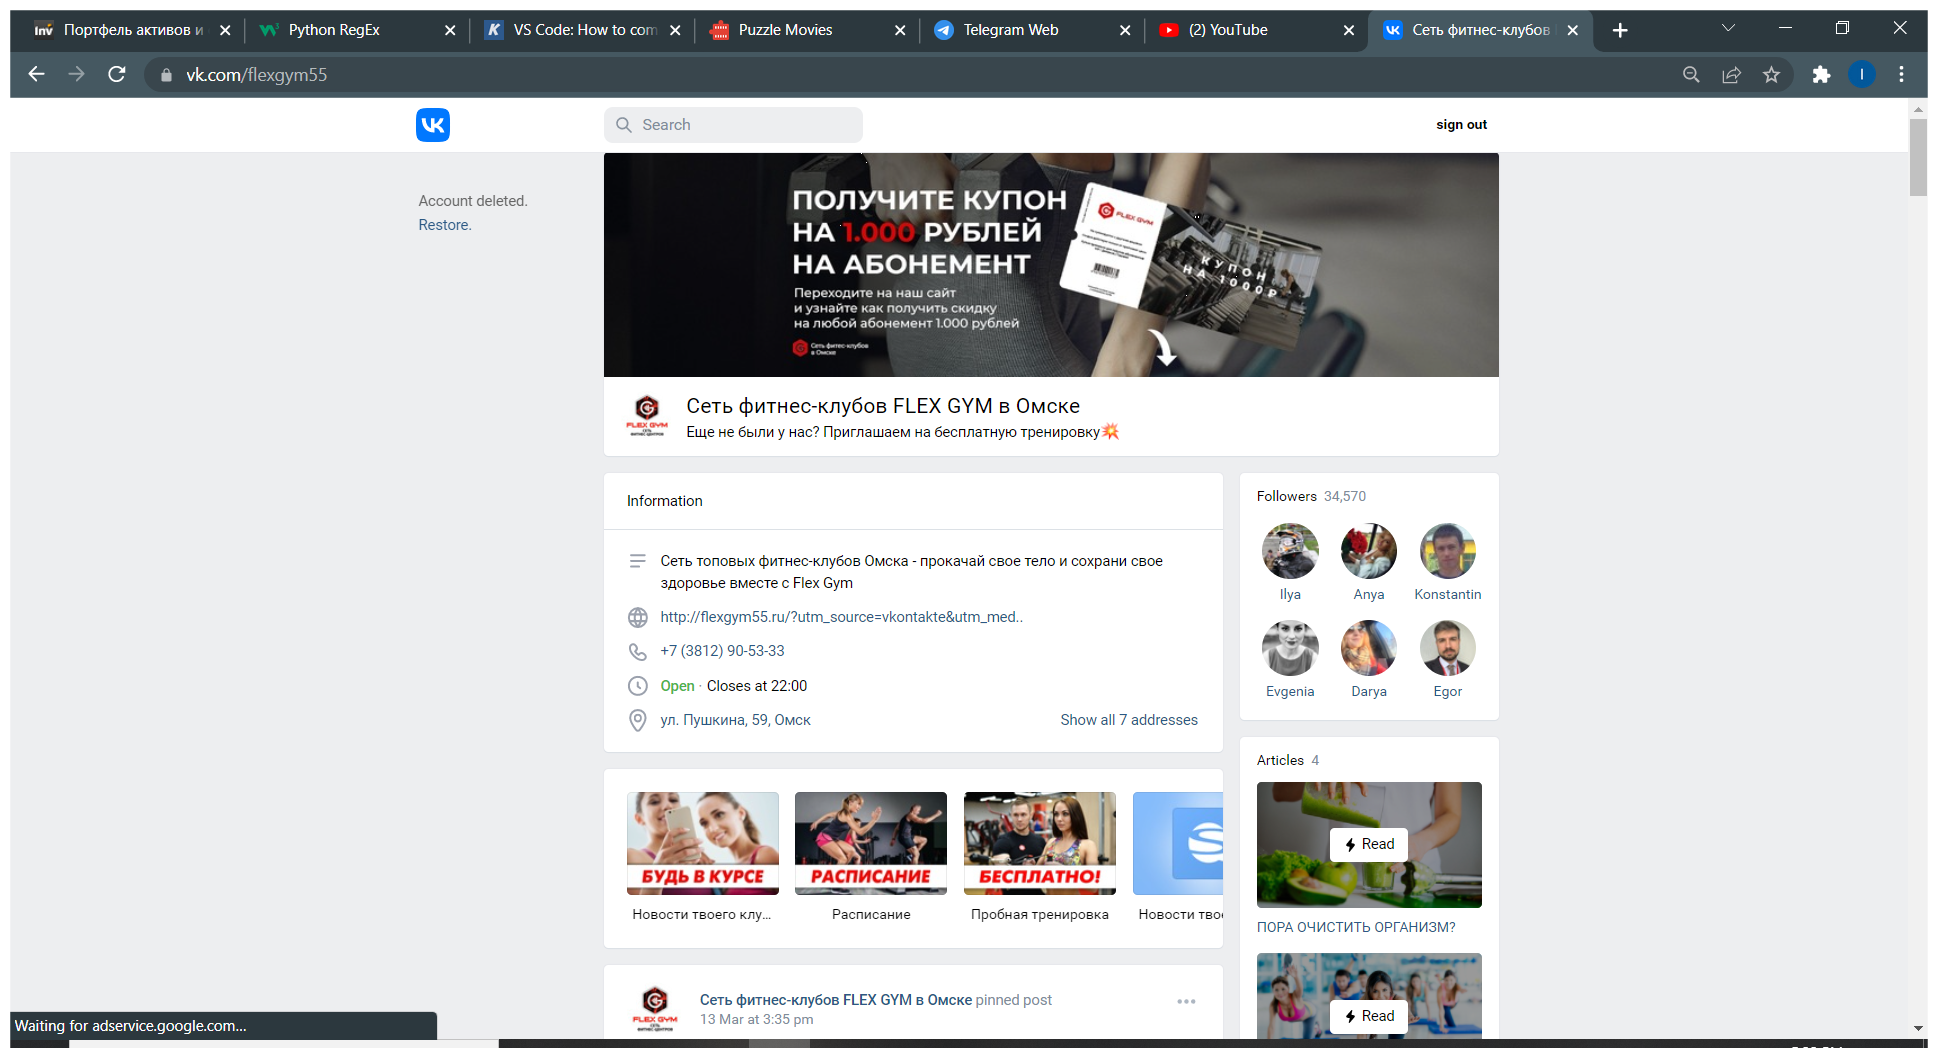 Портфель активов и
Python RegEx
VS Code: How to com
Puzzle Movies
Telegram Web
(2) YouTube
Сеть фитнес-клубов
vk.com/flexgym55
Search
sign out
Account deleted.
Restore.
ПОЛУЧИТЕ КУПОН
НА 1.000 РУБЛЕЙ
НА АБОНЕМЕНТ
Переходите на наш сайт
и узнайте как получить скидку
на любой абонемент 1.000 рублей
Сеть фитес-клубов
в Омске
FLEX GYM
КУПОН
НА 1000₽
FLEX GYM
Сеть фитнес-клубов FLEX GYM в Омске
Еще не были у нас? Приглашаем на бесплатную тренировку💥
Information
Сеть топовых фитнес-клубов Омска - прокачай свое тело и сохрани свое
здоровье вместе с Flex Gym
http://flexgym55.ru/?utm_source=vkontakte&utm_med..
+7 (3812) 90-53-33
Open · Closes at 22:00
ул. Пушкина, 59, Омск
Show all 7 addresses
Followers 34,570
Ilya
Anya
Konstantin
Evgenia
Darya
Egor
Articles 4
Read
ПОРА ОЧИСТИТЬ ОРГАНИЗМ?
Read
БУДЬ В КУРСЕ
РАСПИСАНИЕ
БЕСПЛАТНО!
Новости твоего клу...
Расписание
Пробная тренировка
Новости твое
FLEX GYM
Сеть фитнес-клубов FLEX GYM в Омске pinned post
13 Mar at 3:35 pm
Waiting for adservice.google.com...